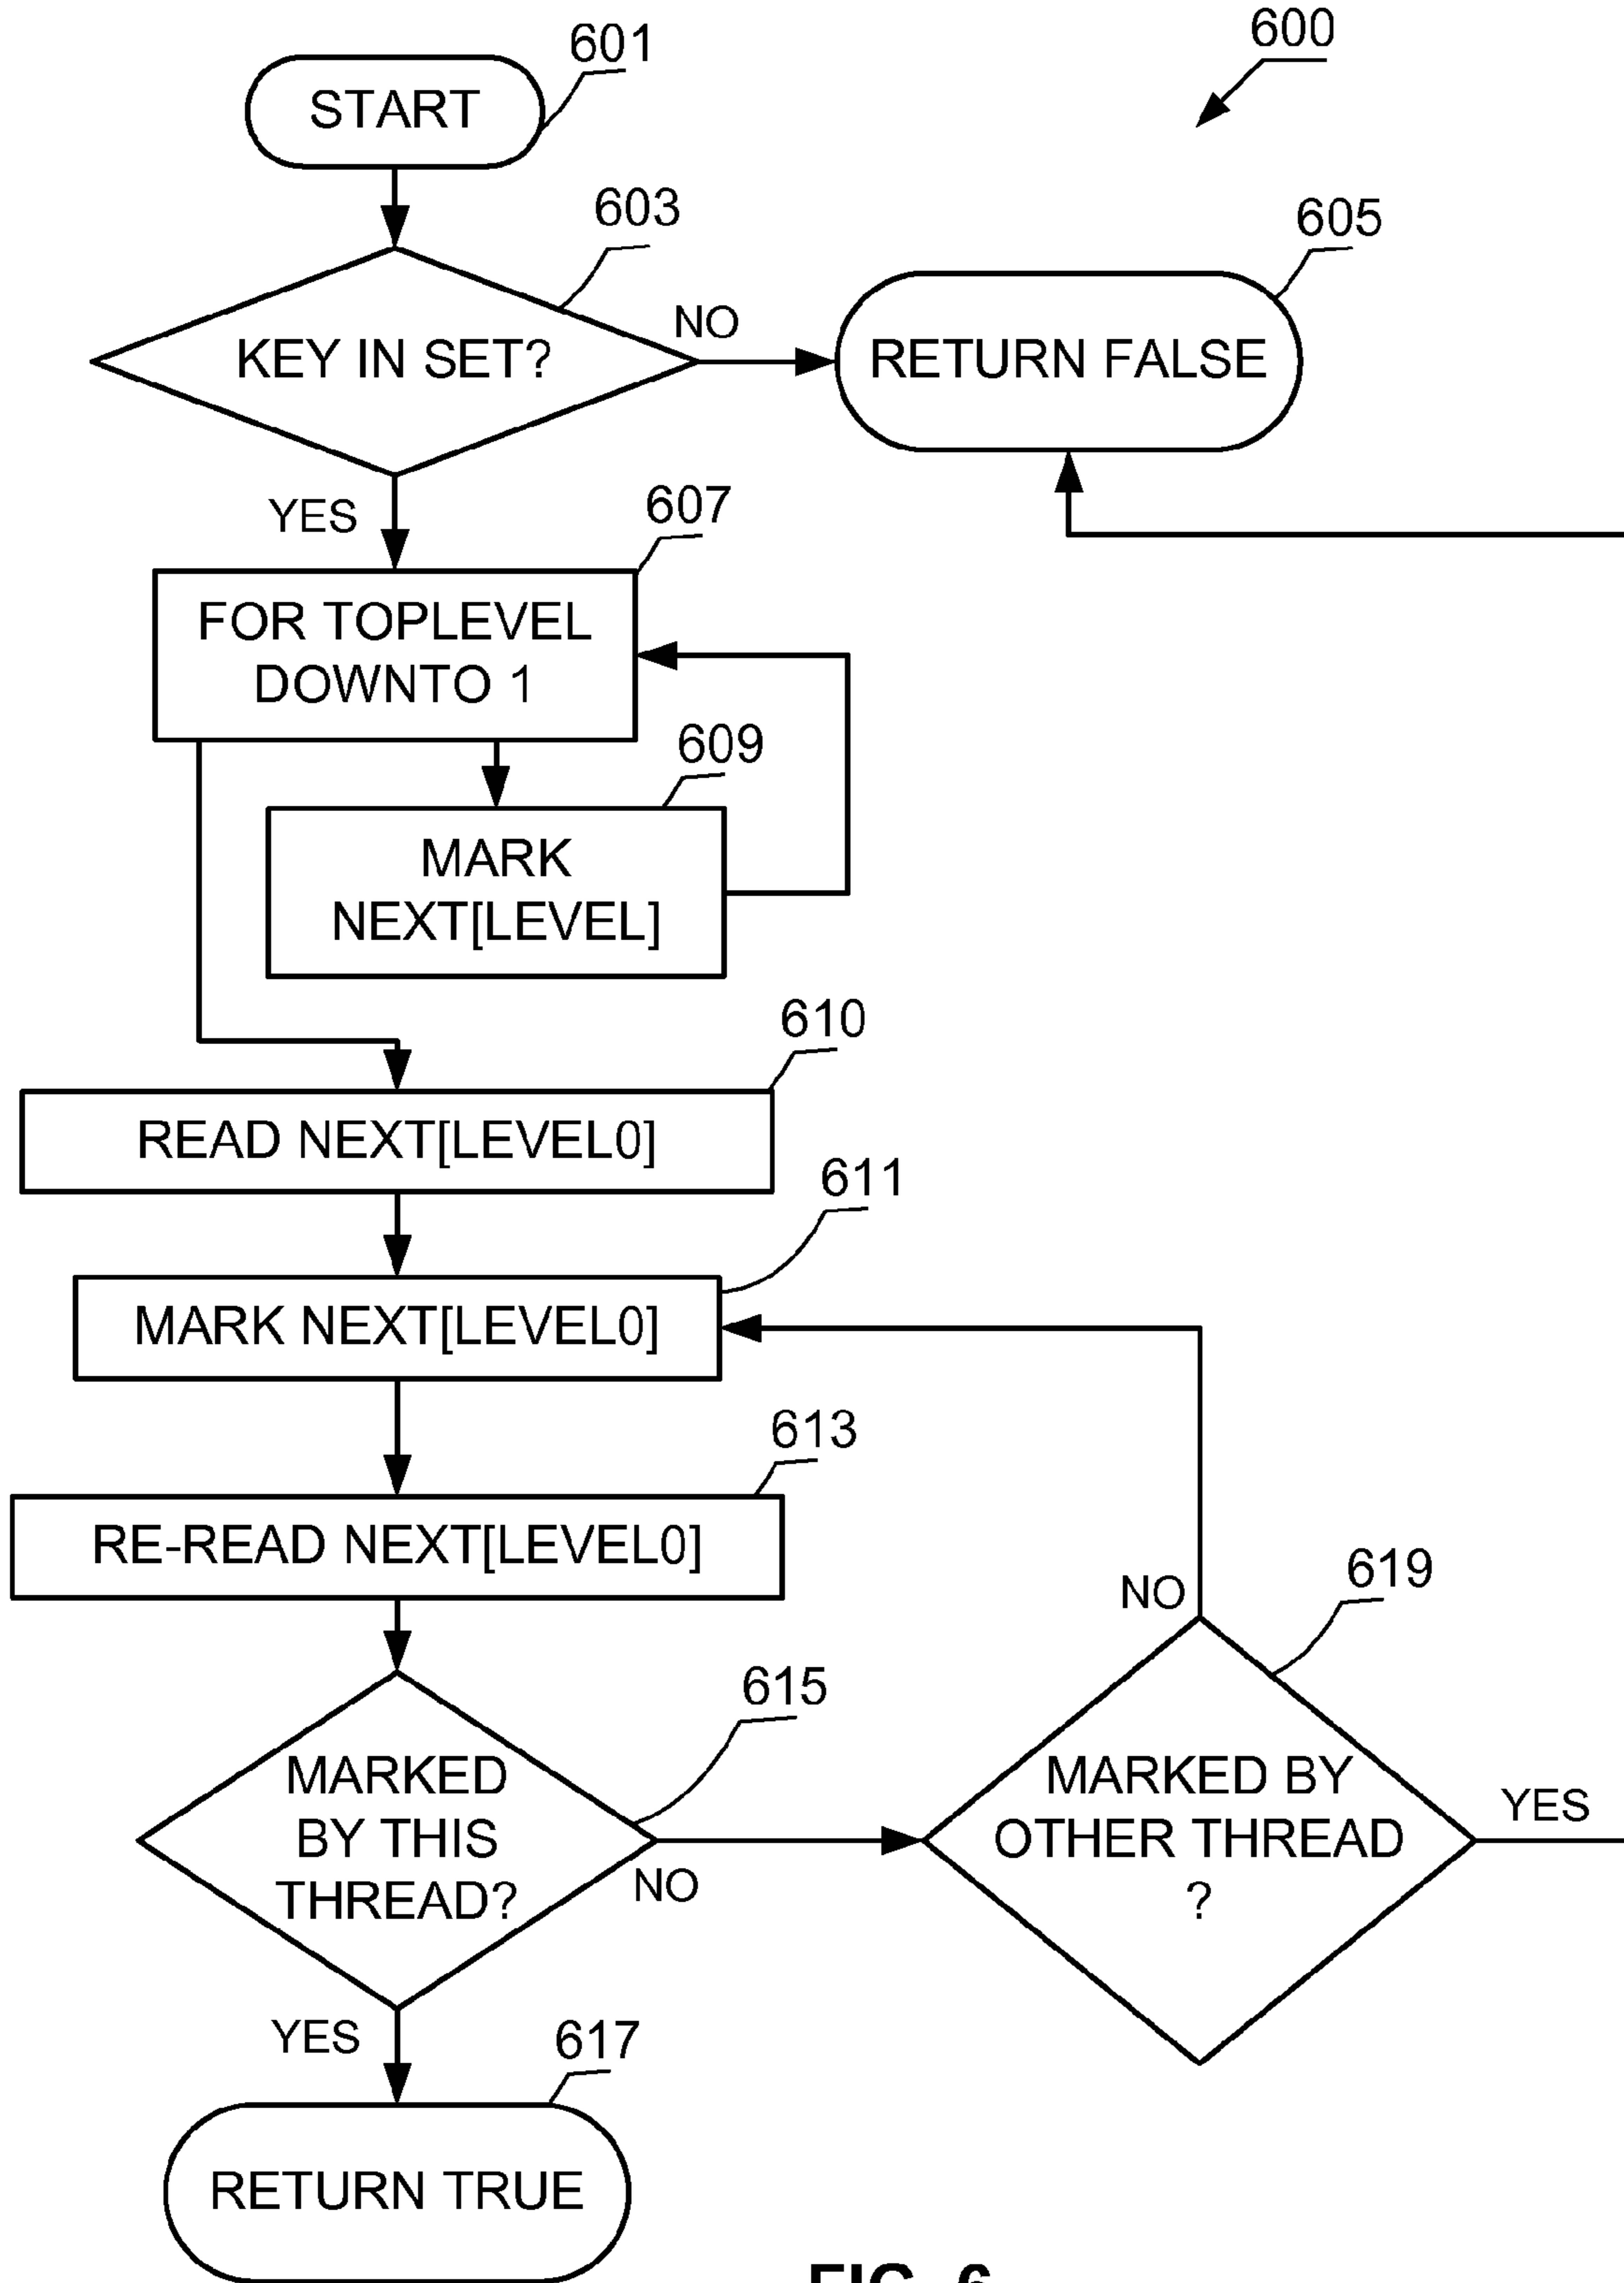 601
600
START
603
605
KEY IN SET?
NO
RETURN FALSE
YES
607
FOR TOPLEVEL
DOWNTO 1
609
MARK
NEXT[LEVEL]
610
READ NEXT[LEVEL0]
611
MARK NEXT[LEVEL0]
613
RE-READ NEXT[LEVEL0]
619
NO
615
MARKED
BY THIS
THREAD?
NO
MARKED BY
OTHER THREAD
?
YES
YES
617
RETURN TRUE
FIG. 6